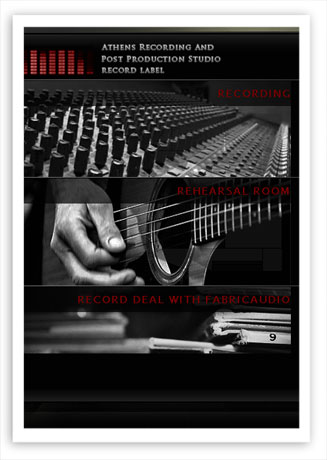 Athens Recording And
Post Production Studio
record label
RECORDING
REHEARSAL ROOM
RECORD DEAL WITH FABRICAUDIO
9